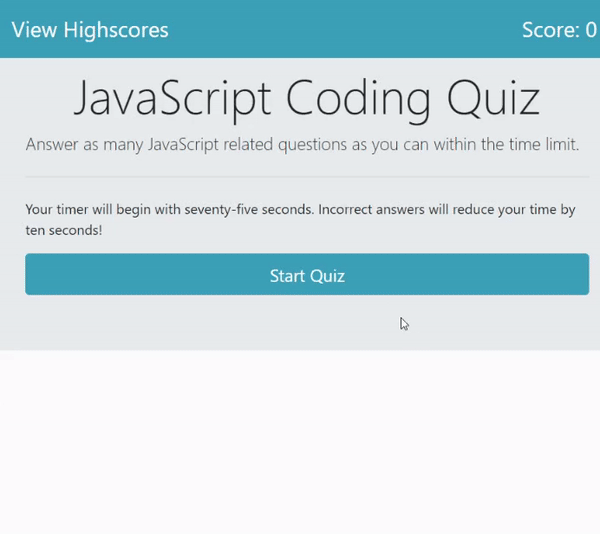 View Highscores Score: 0
JavaScript Coding Quiz
Answer as many JavaScript related questions as you can within the time limit.
Your timer will begin with seventy-five seconds. Incorrect answers will reduce your time by
ten seconds!
Start Quiz